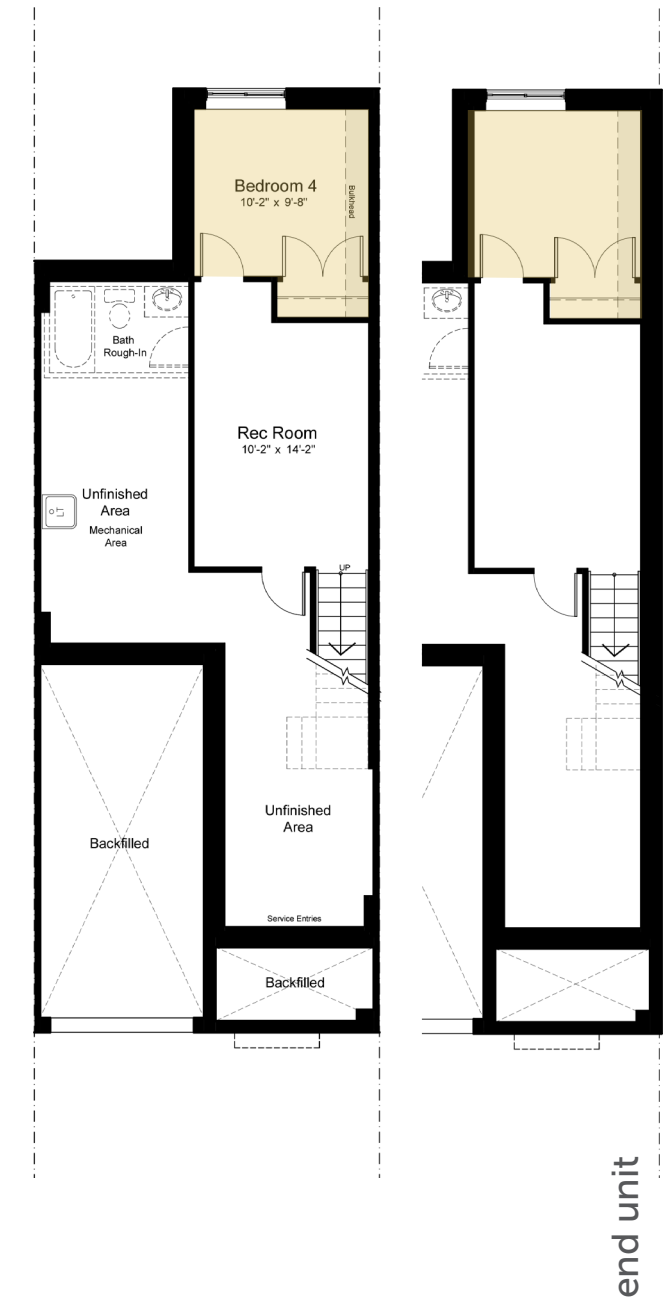 Bedroom 4
10'-2" x 9'-8"
Bulkhead
Bath
Rough-In
Rec Room
10'-2" x 14'-2"
Unfinished
Area
Mechanical
Area
LT
UP
Unfinished
Area
Backfilled
Service Entries
Backfilled
end unit